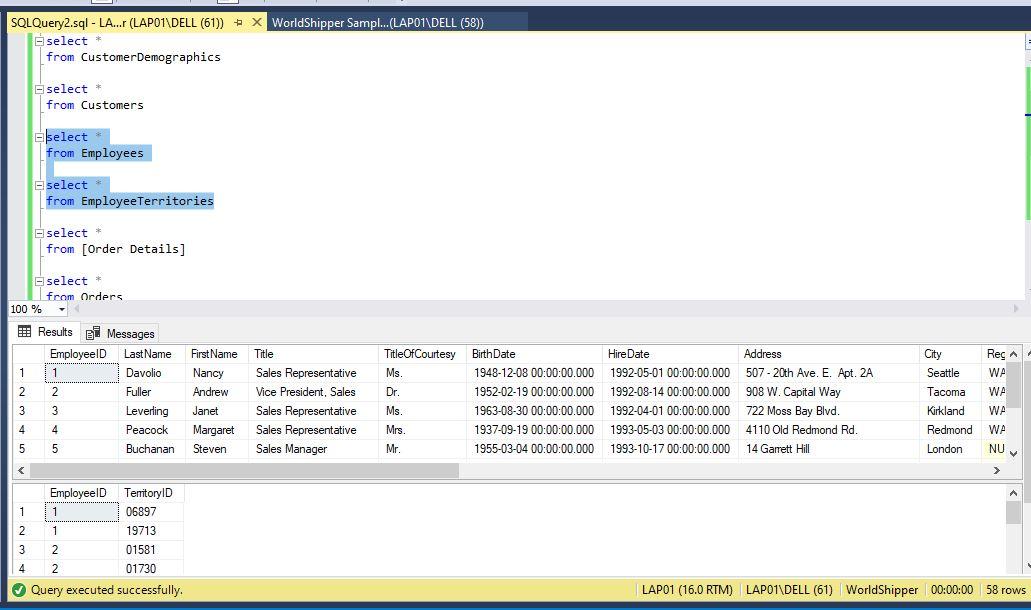 SQLQuery2.sql - LA...r (LAP01\DELL (61)) WorldShipper Sampl...(LAP01\DELL (58))
select *
from CustomerDemographics
select *
from Customers
select *
from Employees
select *
from EmployeeTerritories
select *
from [Order Details]
select *
from Orders
100 %
Results Messages
EmployeeID LastName FirstName Title TitleOfCourtesy BirthDate HireDate Address City Reg
1 1 Davolio Nancy Sales Representative Ms. 1948-12-08 00:00:00.000 1992-05-01 00:00:00.000 507 - 20th Ave. E. Apt. 2A Seattle WA
2 2 Fuller Andrew Vice President, Sales Dr. 1952-02-19 00:00:00.000 1992-08-14 00:00:00.000 908 W. Capital Way Tacoma WA
3 3 Leverling Janet Sales Representative Ms. 1963-08-30 00:00:00.000 1992-04-01 00:00:00.000 722 Moss Bay Blvd. Kirkland WA
4 4 Peacock Margaret Sales Representative Mrs. 1937-09-19 00:00:00.000 1993-05-03 00:00:00.000 4110 Old Redmond Rd. Redmond WA
5 5 Buchanan Steven Sales Manager Mr. 1955-03-04 00:00:00.000 1993-10-17 00:00:00.000 14 Garrett Hill London NU
EmployeeID TerritoryID
1 1 06897
2 1 19713
3 2 01581
4 2 01730
Query executed successfully. LAP01 (16.0 RTM) LAP01\DELL (61) WorldShipper 00:00:00 58 rows